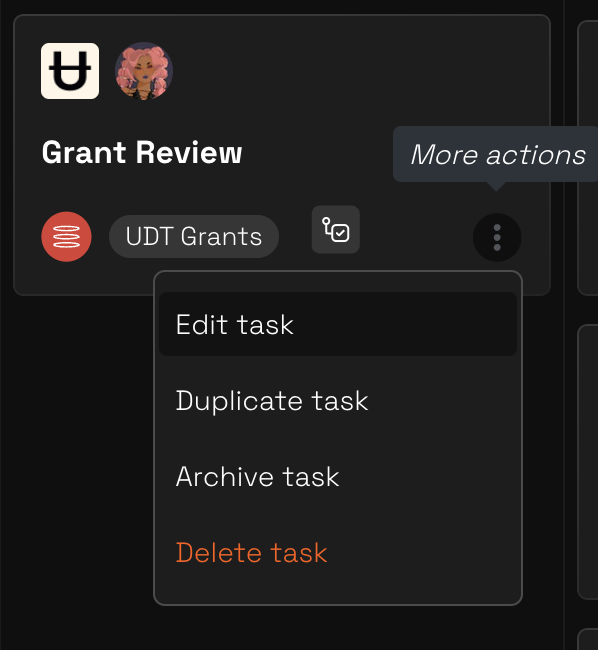 Grant Review
More actions
UDT Grants
Edit task
Duplicate task
Archive task
Delete task